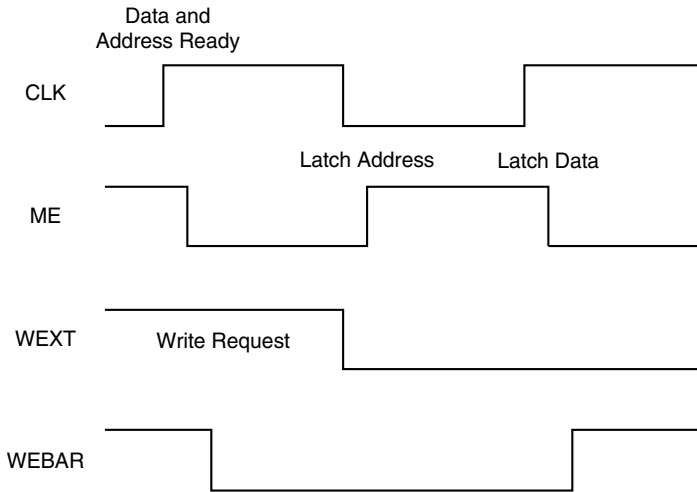 Data and
Address Ready
CLK
Latch Address
Latch Data
ME
WEXT
Write Request
WEBAR